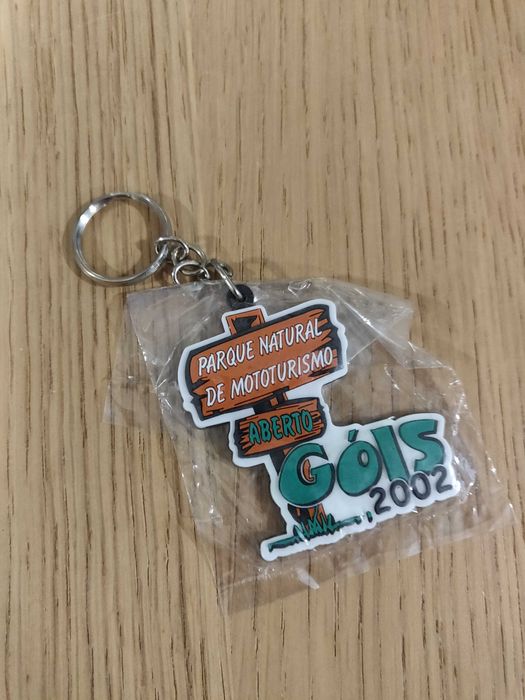 PARQUE NATURAL
DE MOTOTURISMO
ABERTO
GÓIS
2002